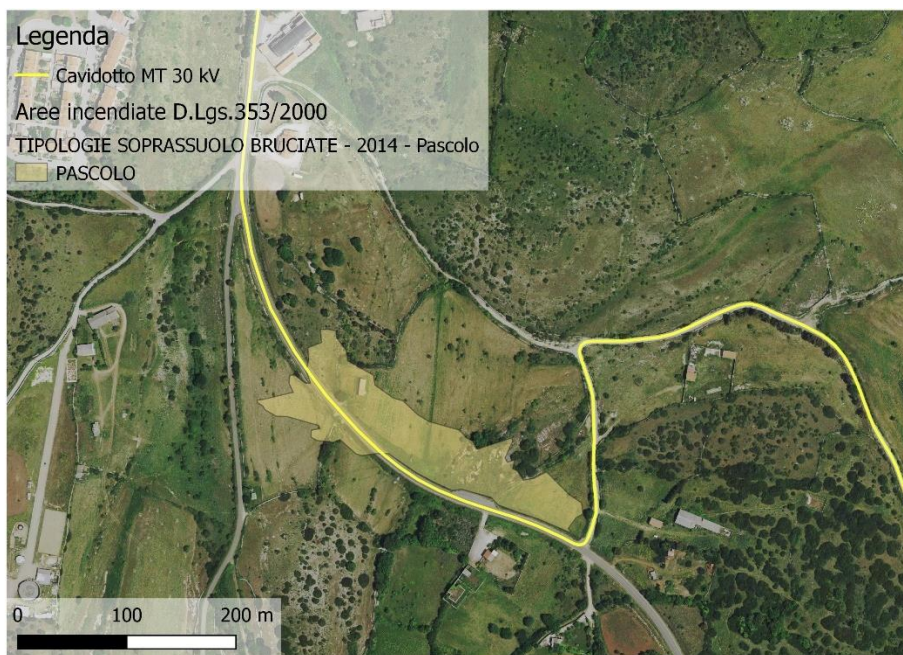 Legenda
Cavidotto MT 30 kV
Aree incendiate D.Lgs.353/2000
TIPOLOGIE SOPRASSUOLO BRUCIATE - 2014 - Pascolo
PASCOLO
0 100 200 m